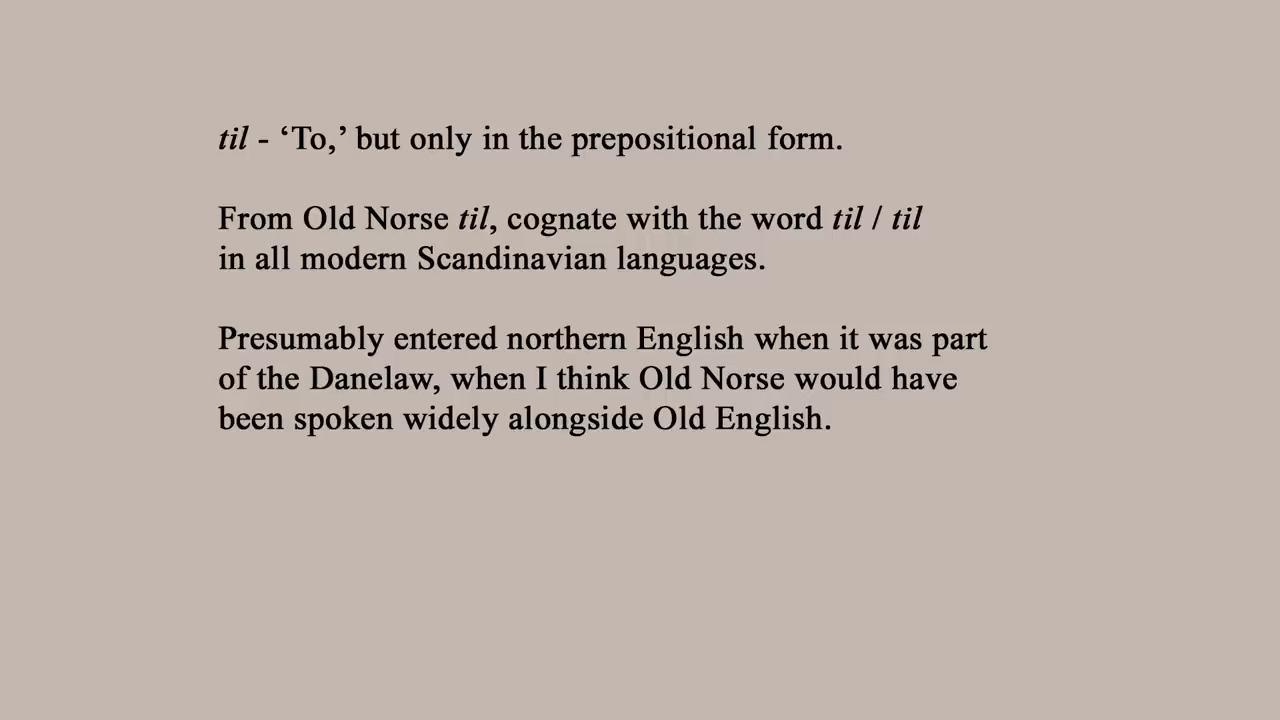 til - ‘To,’ but only in the prepositional form.
From Old Norse til, cognate with the word til / til
in all modern Scandinavian languages.
Presumably entered northern English when it was part
of the Danelaw, when I think Old Norse would have
been spoken widely alongside Old English.